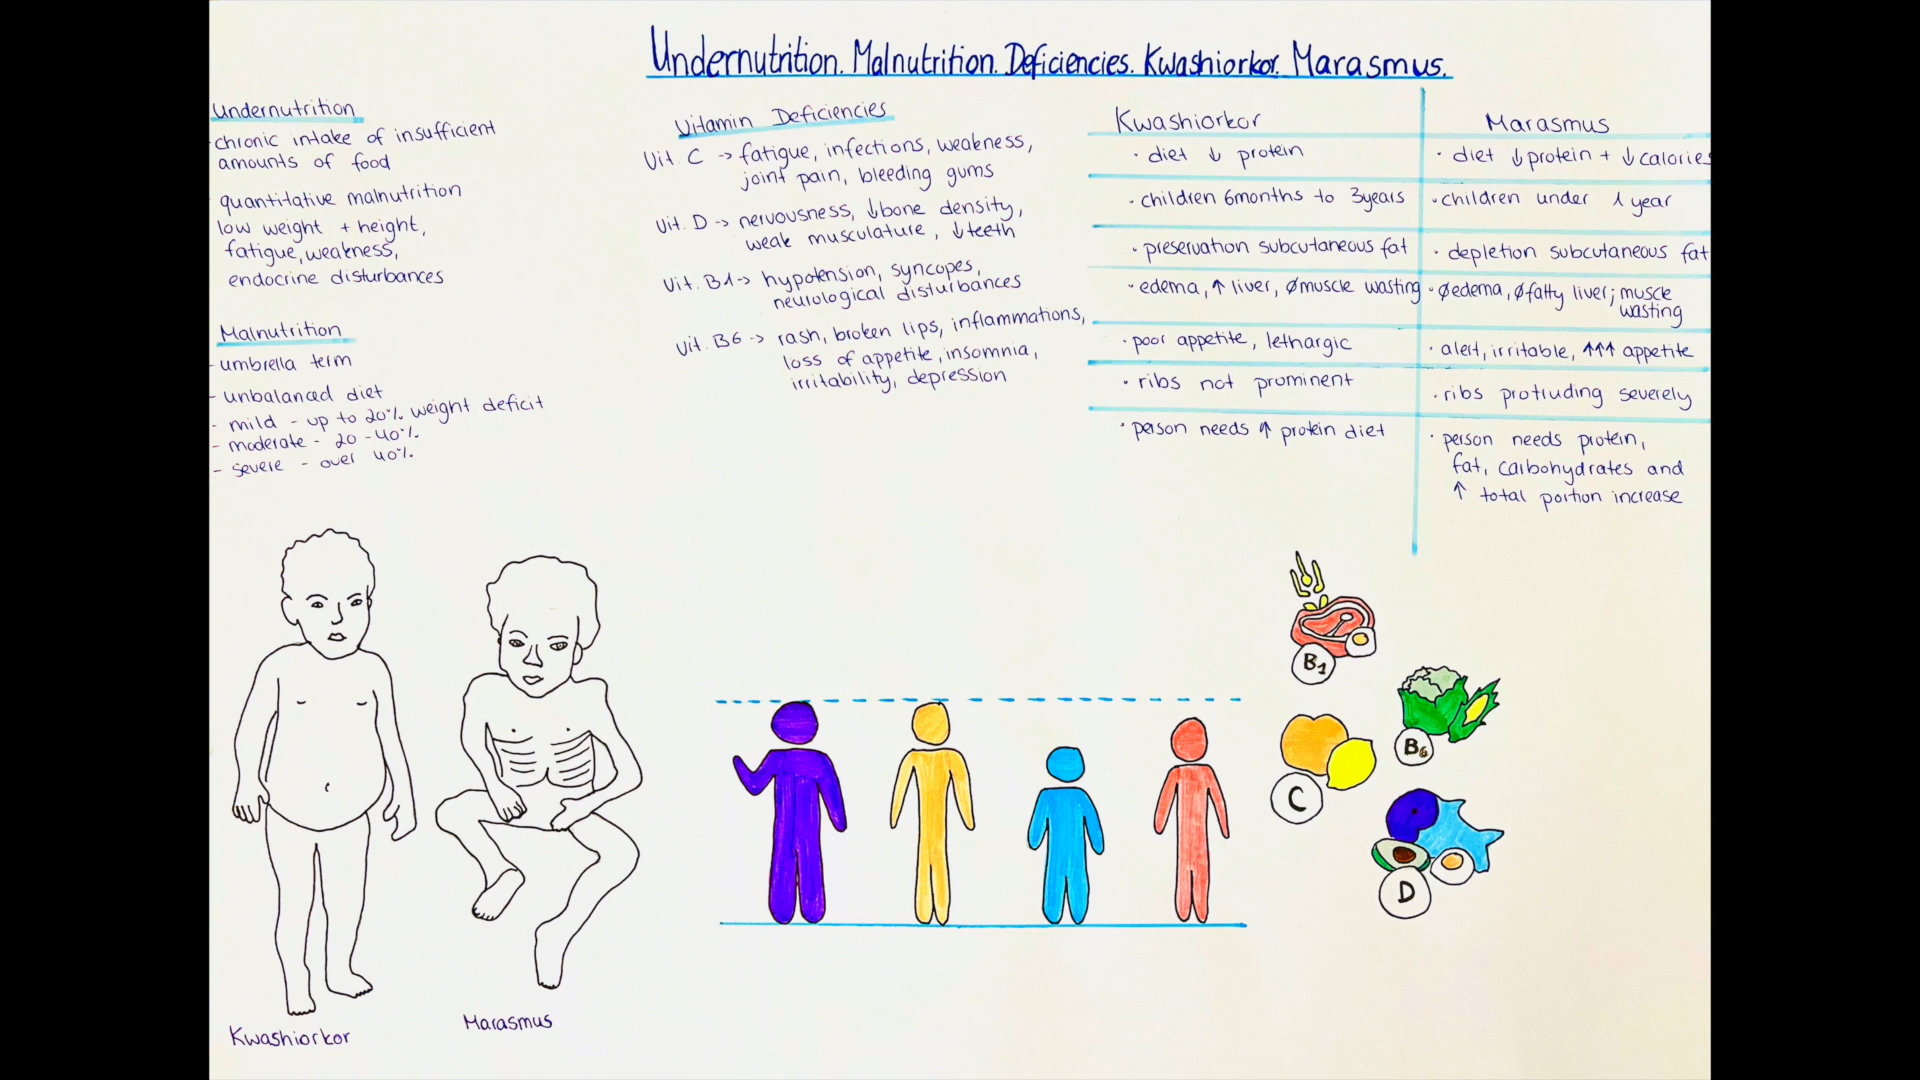 Undernutrition. Malnutrition. Deficiencies. Kwashiorkor. Marasmus.
Undernutrition
- chronic intake of insufficient
amounts of food
quantitative malnutrition
low weight + height,
fatigue, weakness,
endocrine disturbances
Malnutrition
- umbrella term
- unbalanced diet
- mild - up to 20% weight deficit
- moderate - 20 - 40%
- severe - over 40%
Vitamin Deficiencies
Vit. C -> fatigue, infections, weakness,
joint pain, bleeding gums
Vit. D -> nervousness, ↓bone density,
weak musculature, ↓teeth
Vit. B1 -> hypotension, syncopes,
neurological disturbances
Vit. B6 -> rash, broken lips, inflammations,
loss of appetite, insomnia,
irritability, depression
Kwashiorkor
· diet ↓ protein
· children 6months to 3years
· preservation subcutaneous fat
· edema, ↑ liver, ∅muscle wasting
· poor appetite, lethargic
· ribs not prominent
· person needs ↑ protein diet
Marasmus
· diet ↓protein + ↓calories
· children under 1 year
· depletion subcutaneous fat
· ∅edema, ∅fatty liver; muscle
wasting
· alert, irritable, ↑↑↑ appetite
· ribs protruding severely
· person needs protein,
fat, carbohydrates and
↑ total portion increase
B1
B6
C
D
Kwashiorkor
Marasmus